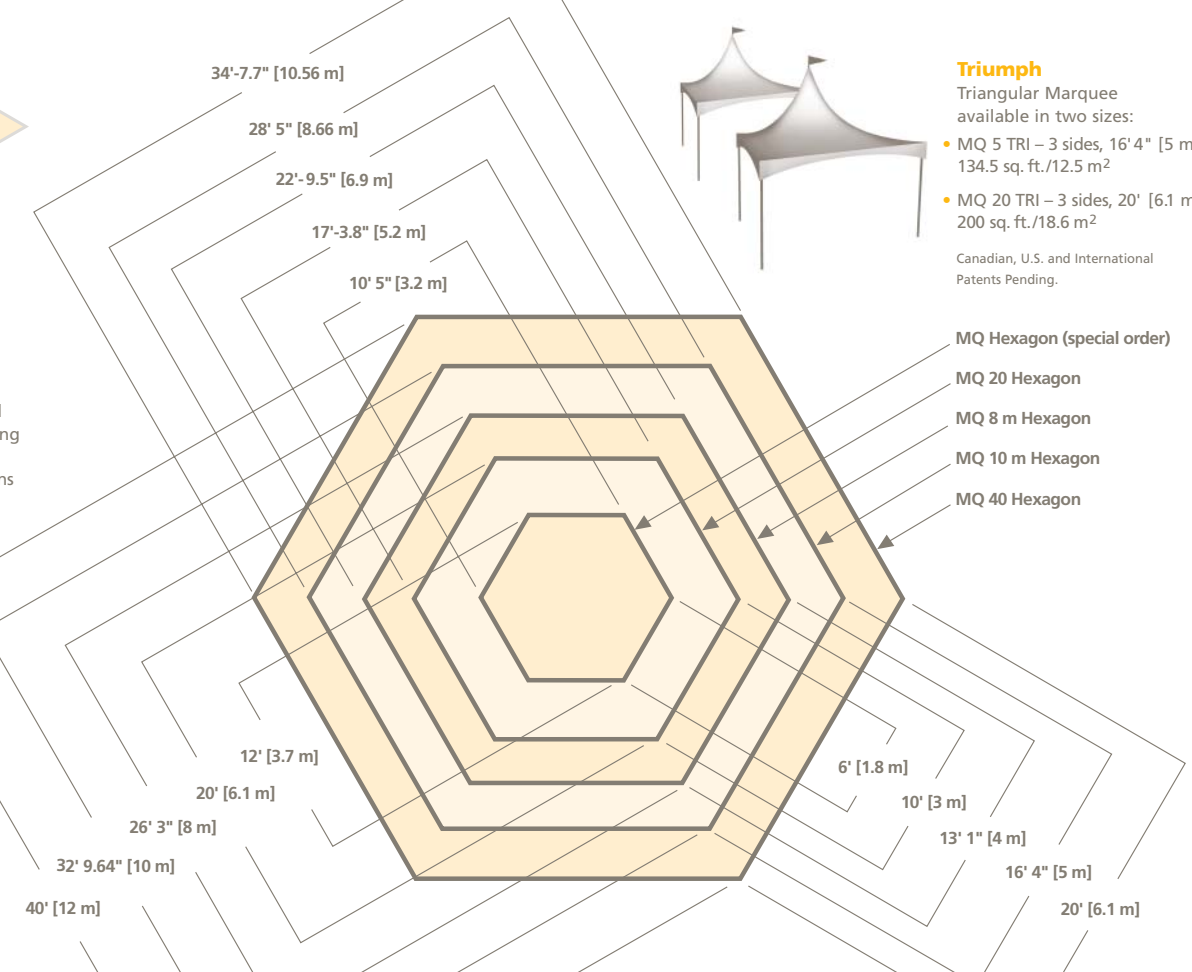 34'-7.7" [10.56 m]
28' 5" [8.66 m]
22'-9.5" [6.9 m]
17'-3.8" [5.2 m]
10' 5" [3.2 m]
Triumph
Triangular Marquee
available in two sizes:
• MQ 5 TRI – 3 sides, 16' 4" [5 m
134.5 sq. ft./12.5 m2
• MQ 20 TRI – 3 sides, 20' [6.1 m
200 sq. ft./18.6 m2
Canadian, U.S. and International
Patents Pending.
MQ Hexagon (special order)
MQ 20 Hexagon
MQ 8 m Hexagon
MQ 10 m Hexagon
MQ 40 Hexagon
12' [3.7 m]
20' [6.1 m]
26' 3" [8 m]
32' 9.64" [10 m]
40' [12 m]
6' [1.8 m]
10' [3 m]
13' 1" [4 m]
16' 4" [5 m]
20' [6.1 m]